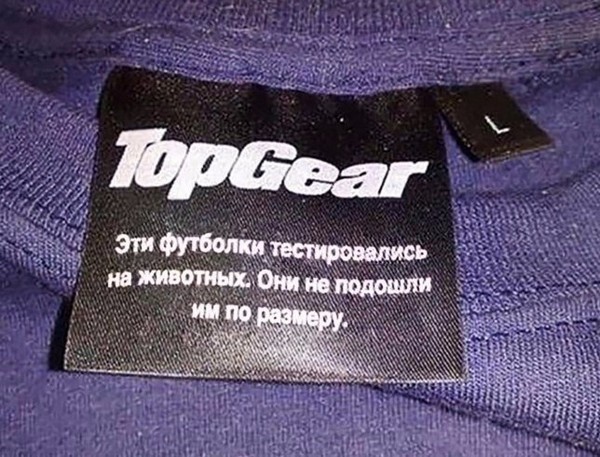 TopGear
L
Эти футболки тестировались
на животных. Они не подошли
им по размеру.